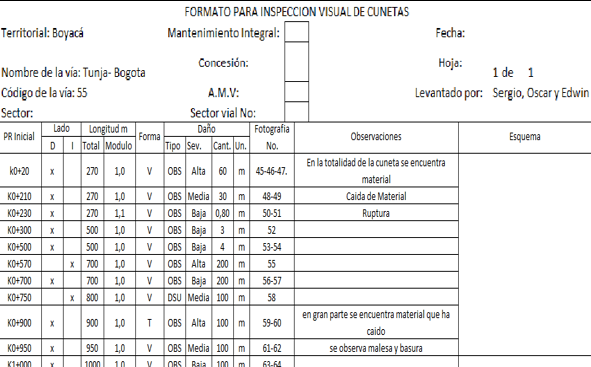 FORMATO PARA INSPECCION VISUAL DE CUNETAS
Territorial: Boyacá Mantenimiento Integral: Fecha:
Nombre de la vía: Tunja- Bogota Concesión: Hoja: 1 de 1
Código de la vía: 55 A.M.V: Levantado por: Sergio, Oscar y Edwin
Sector: Sector vial No:
PR Inicial Lado Longitud m Forma Daño Fotografia No. Observaciones Esquema
D I Total Modulo Tipo Sev. Cant. Un.
k0+20 x 270 1,0 V OBS Alta 60 m 45-46-47. En la totalidad de la cuneta se encuentra
material
K0+210 x 270 1,0 V OBS Media 30 m 48-49 Caida de Material
K0+230 x 270 1,1 V OBS Baja 0,80 m 50-51 Ruptura
K0+300 x 500 1,0 V OBS Baja 3 m 52
K0+500 x 500 1,0 V OBS Baja 4 m 53-54
K0+570 x 700 1,0 V OBS Alta 200 m 55
K0+700 x 700 1,0 V OBS Baja 200 m 56-57
K0+750 x 800 1,0 V DSU Media 100 m 58
K0+900 x 900 1,0 T OBS Alta 100 m 59-60 en gran parte se encuentra material que ha
caido
K0+950 x 950 1,0 V OBS Media 100 m 61-62 se observa malesa y basura
K1+000 x 1000 1,0 V OBS Baja 100 m 63-64